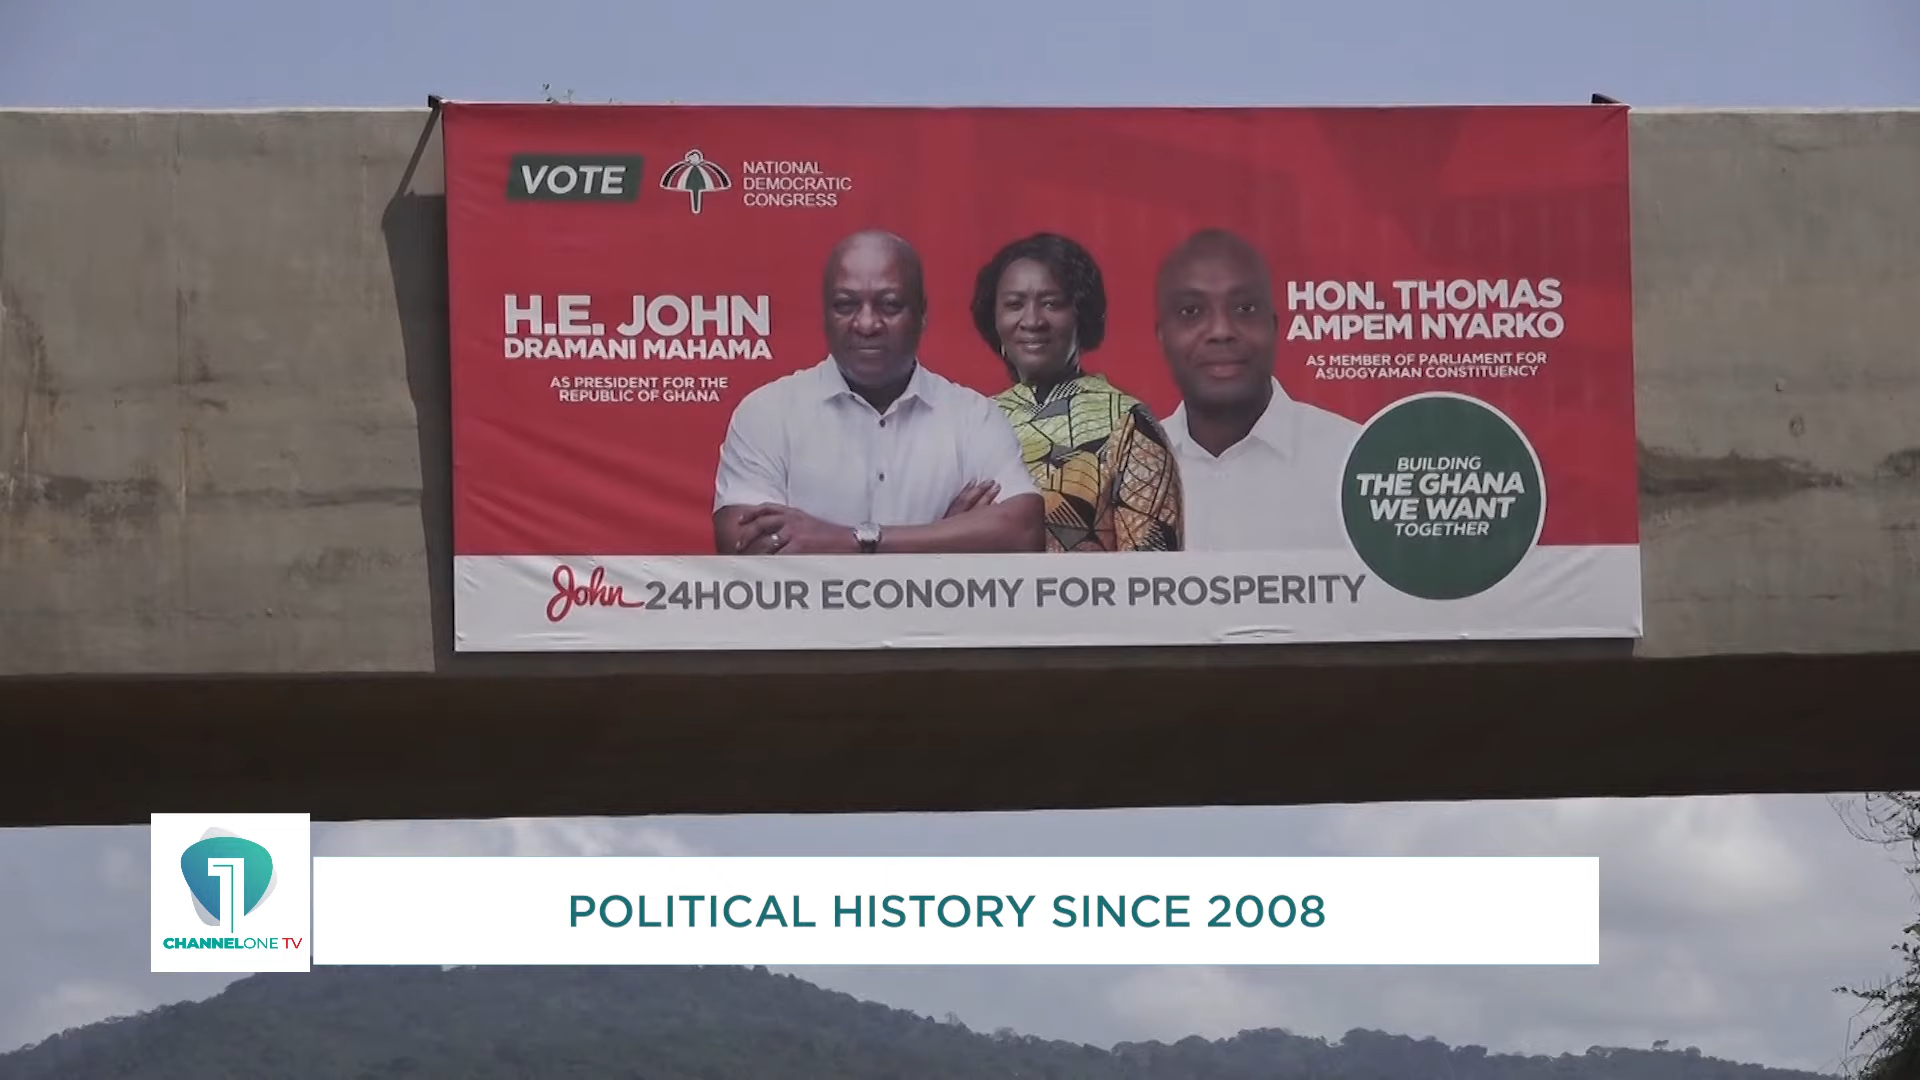 VOTE
NATIONAL
DEMOCRATIC
CONGRESS
H.E. JOHN
DRAMANI MAHAMA
AS PRESIDENT FOR THE
REPUBLIC OF GHANA
HON. THOMAS
AMPEM NYARKO
AS MEMBER OF PARLIAMENT FOR
ASUOGYAMAN CONSTITUENCY
BUILDING
THE GHANA
WE WANT
TOGETHER
John 24HOUR ECONOMY FOR PROSPERITY
1
CHANNELONE TV
POLITICAL HISTORY SINCE 2008